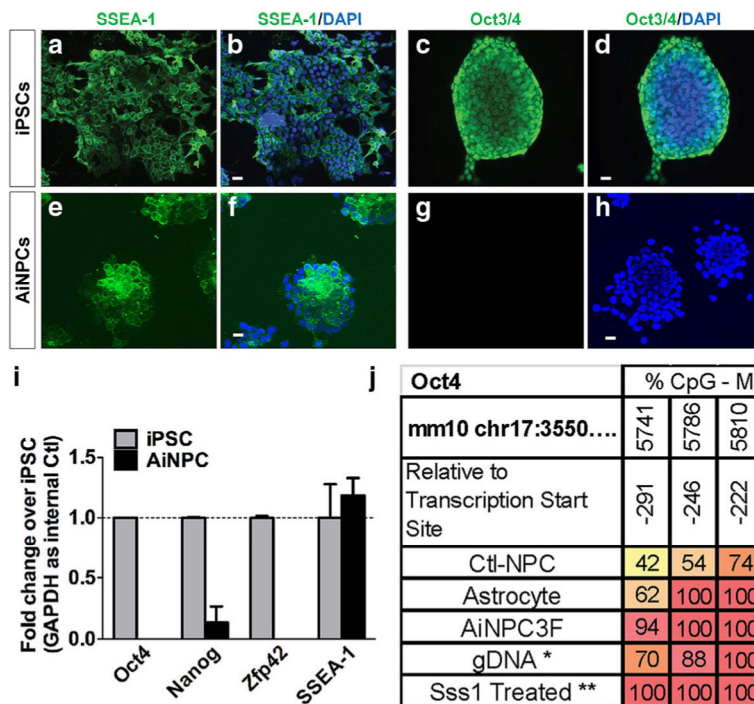 SSEA-1 SSEA-1/DAPI Oct3/4 Oct3/4/DAPI
iPSCs
a b c d
AiNPCs
e f g h
i
Fold change over iPSC
(GAPDH as internal Ctl)
1.5
1.0
0.5
0.0
iPSC
AiNPC
Oct4 Nanog Zfp42 SSEA-1
j
Oct4 % CpG - M
mm10 chr17:3550.... 5741 5786 5810
Relative to
Transcription Start
Site
-291 -246 -222
Ctl-NPC 42 54 74
Astrocyte 62 100 100
AiNPC3F 94 100 100
gDNA * 70 88 100
Sss1 Treated ** 100 100 100